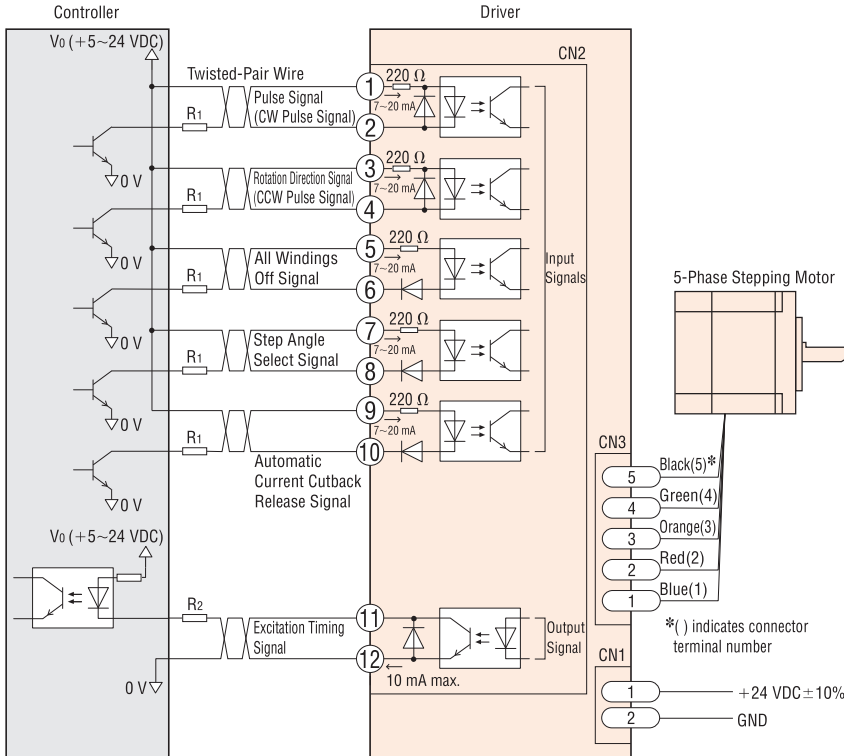 Controller
Driver
V0 (+5~24 VDC)
CN2
Twisted-Pair Wire
1
220 Ω
7~20 mA
Pulse Signal
(CW Pulse Signal)
R1
2
0 V
3
220 Ω
7~20 mA
Rotation Direction Signal
(CCW Pulse Signal)
R1
4
0 V
5
220 Ω
7~20 mA
All Windings
Off Signal
R1
6
0 V
Input
Signals
7
220 Ω
7~20 mA
Step Angle
Select Signal
R1
8
0 V
9
220 Ω
7~20 mA
R1
10
Automatic
Current Cutback
Release Signal
0 V
5-Phase Stepping Motor
CN3
5 Black(5)*
4 Green(4)
3 Orange(3)
2 Red(2)
1 Blue(1)
*( ) indicates connector
terminal number
V0 (+5~24 VDC)
R2
11
Excitation Timing
Signal
12
0 V
10 mA max.
Output
Signal
CN1
1 +24 VDC±10%
2 GND